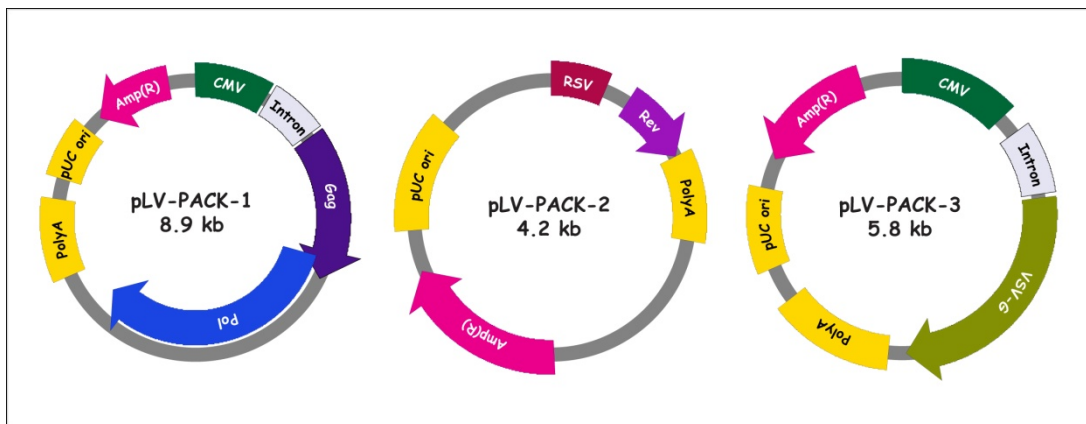 Amp(R)
CMV
Intron
Gag
Pol
PolyA
pUC ori
pLV-PACK-1
8.9 kb
RSV
Rev
PolyA
Amp(R)
pUC ori
pLV-PACK-2
4.2 kb
Amp(R)
CMV
Intron
VSV-G
PolyA
pUC ori
pLV-PACK-3
5.8 kb